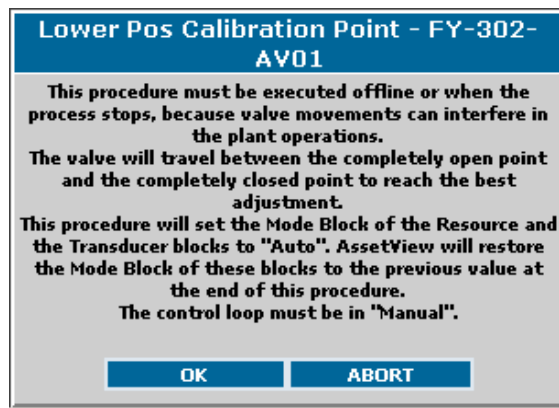 Lower Pos Calibration Point - FY-302-
AV01
This procedure must be executed offline or when the
process stops, because valve movements can interfere in
the plant operations.
The valve will travel between the completely open point
and the completely closed point to reach the best
adjustment.
This procedure will set the Mode Block of the Resource and
the Transducer blocks to "Auto". AssetView will restore
the Mode Block of these blocks to the previous value at
the end of this procedure.
The control loop must be in "Manual".
OK ABORT